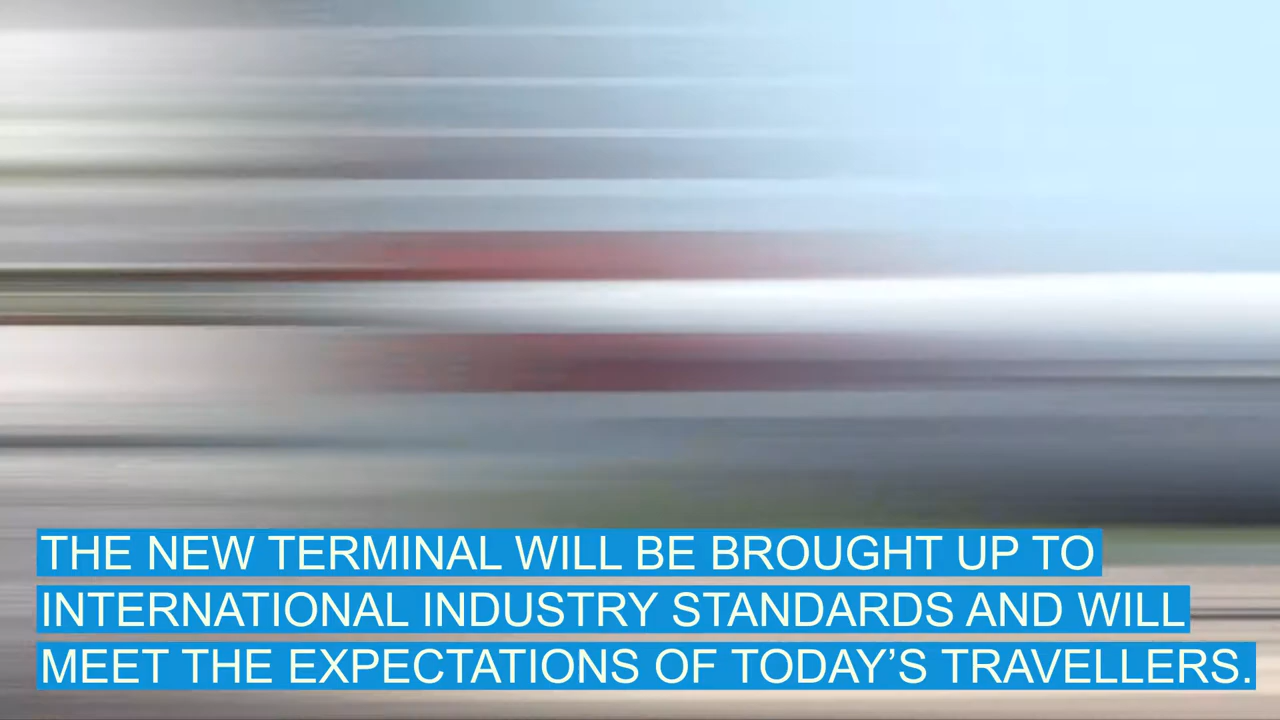 THE NEW TERMINAL WILL BE BROUGHT UP TO
INTERNATIONAL INDUSTRY STANDARDS AND WILL
MEET THE EXPECTATIONS OF TODAY’S TRAVELLERS.